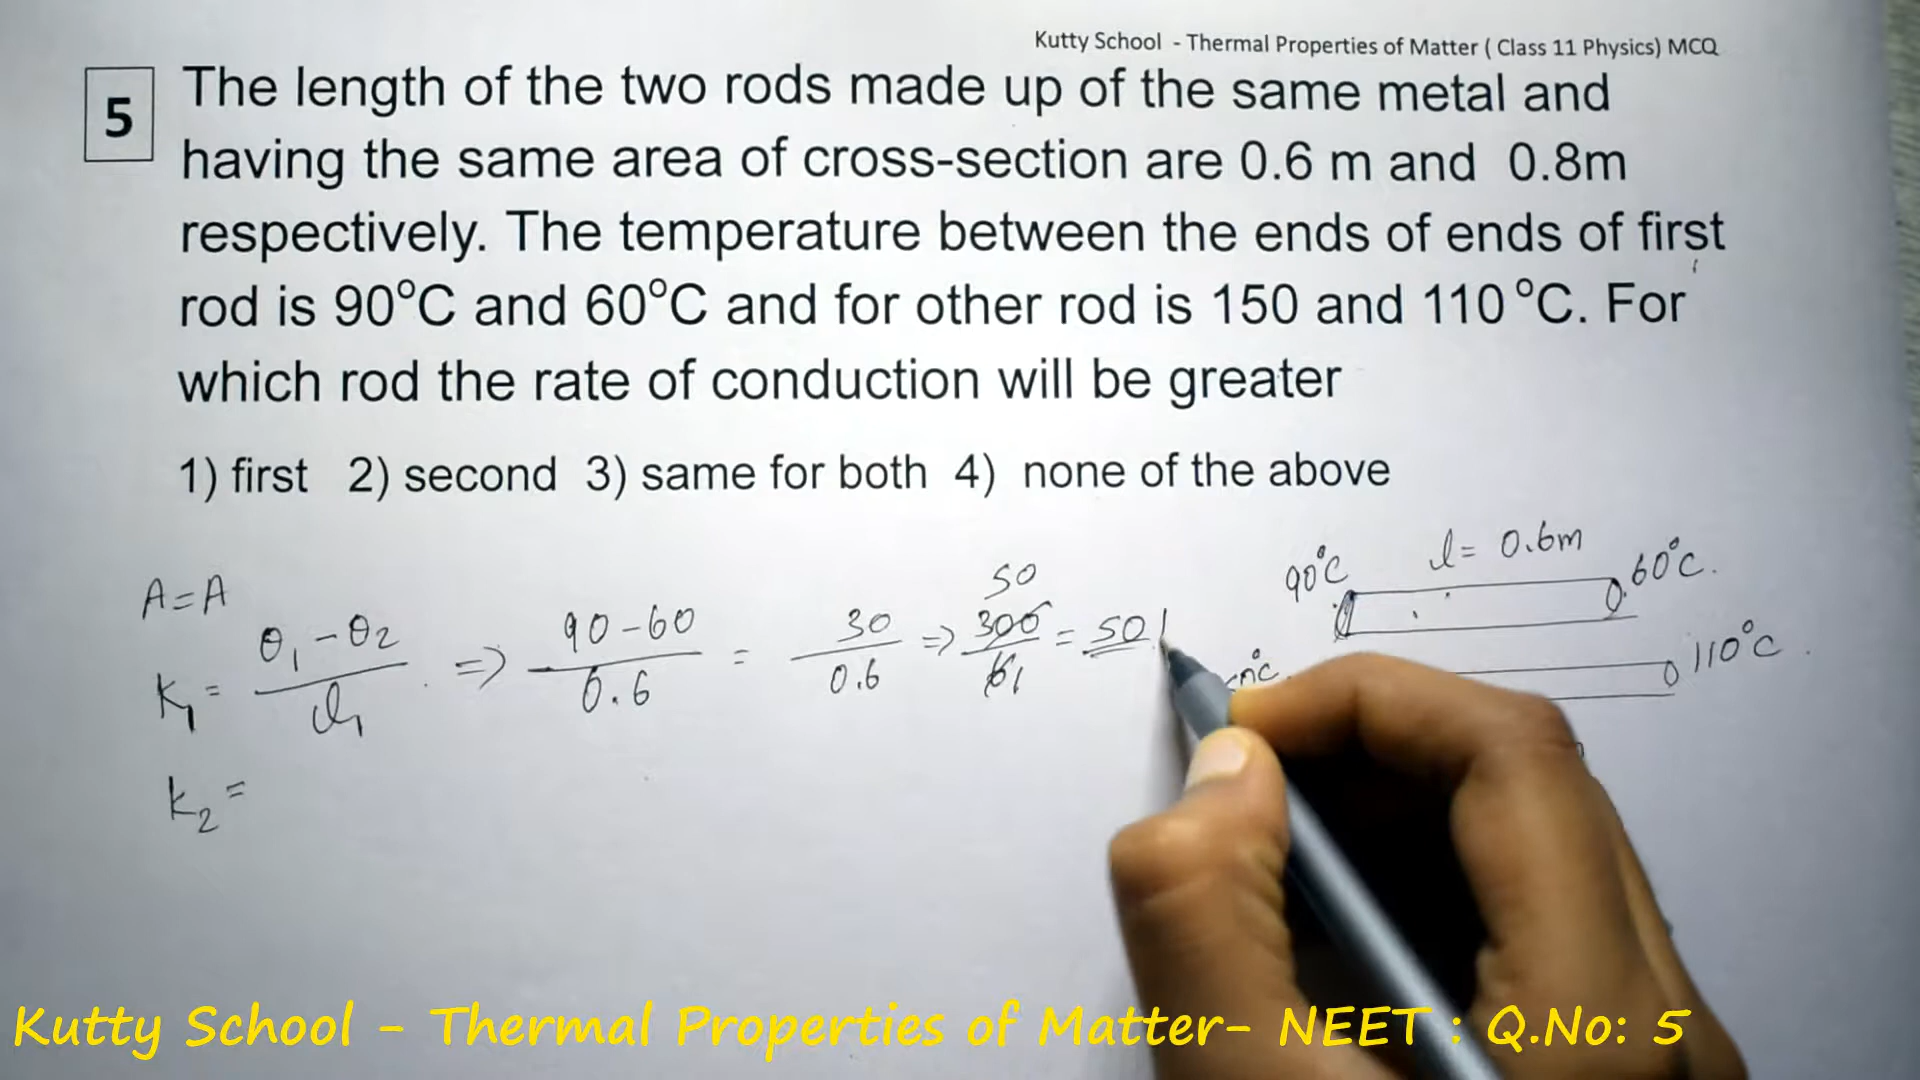 Kutty School - Thermal Properties of Matter ( Class 11 Physics) MCQ
5
The length of the two rods made up of the same metal and
having the same area of cross-section are 0.6 m and 0.8m
respectively. The temperature between the ends of ends of first
rod is 90°C and 60°C and for other rod is 150 and 110 °C. For
which rod the rate of conduction will be greater
1) first 2) second 3) same for both 4) none of the above
A=A
K₁ = θ₁ - θ₂ / l₁ => 90-60 / 0.6 = 30 / 0.6 => 50 300 / 6 1 = 50
k₂ =
90°C l= 0.6m 60°C.
110°C.
Kutty School - Thermal Properties of Matter- NEET : Q.No: 5